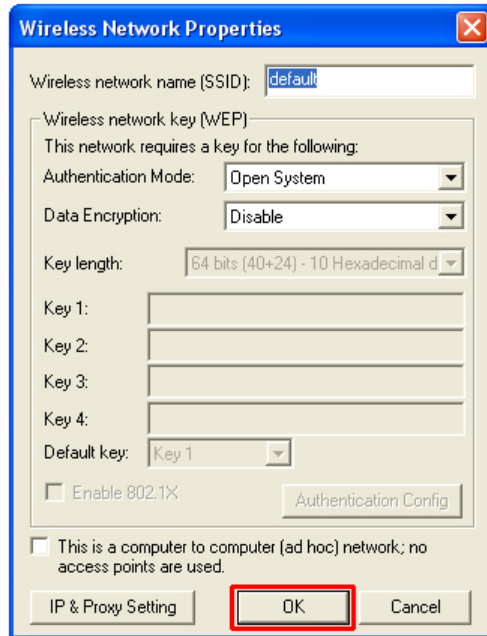 Wireless Network Properties
Wireless network name (SSID): default
Wireless network key (WEP)
This network requires a key for the following:
Authentication Mode: Open System
Data Encryption: Disable
Key length: 64 bits (40+24) - 10 Hexadecimal d
Key 1:
Key 2:
Key 3:
Key 4:
Default key: Key 1
Enable 802.1X Authentication Config
This is a computer to computer (ad hoc) network; no
access points are used.
IP & Proxy Setting OK Cancel